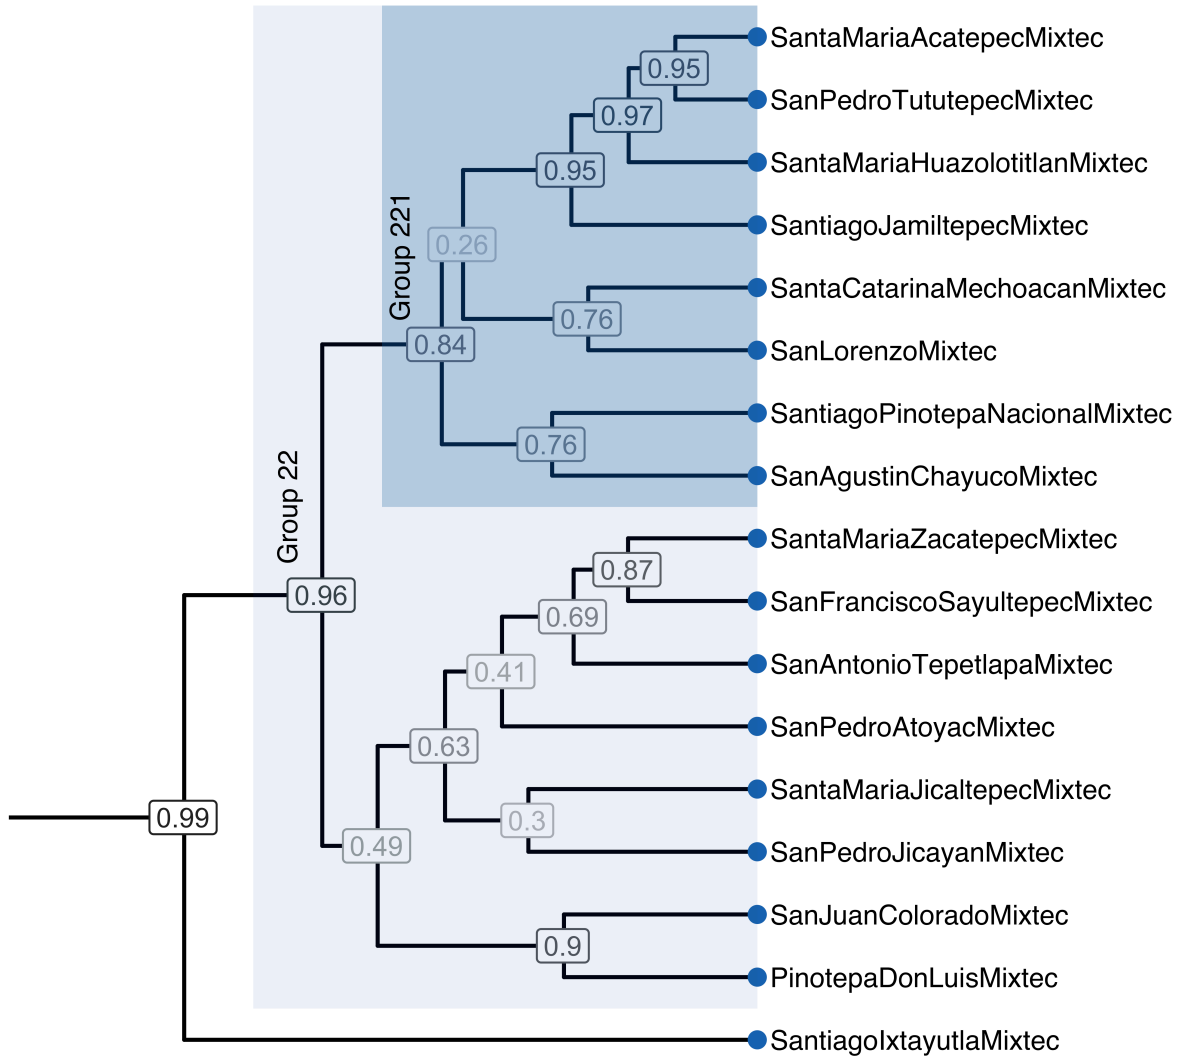 SantaMariaAcatepecMixtec
0.95
SanPedroTututepecMixtec
0.97
SantaMariaHuazolotitlanMixtec
0.95
SantiagoJamiltepecMixtec
Group 221
0.26
SantaCatarinaMechoacanMixtec
0.76
0.84
SanLorenzoMixtec
SantiagoPinotepaNacionalMixtec
0.76
SanAgustinChayucoMixtec
Group 22
SantaMariaZacatepecMixtec
0.87
0.96
SanFranciscoSayultepecMixtec
0.69
SanAntonioTepetlapaMixtec
0.41
SanPedroAtoyacMixtec
0.63
SantaMariaJicaltepecMixtec
0.99
0.3
0.49
SanPedroJicayanMixtec
SanJuanColoradoMixtec
0.9
PinotepaDonLuisMixtec
SantiagoIxtayutlaMixtec